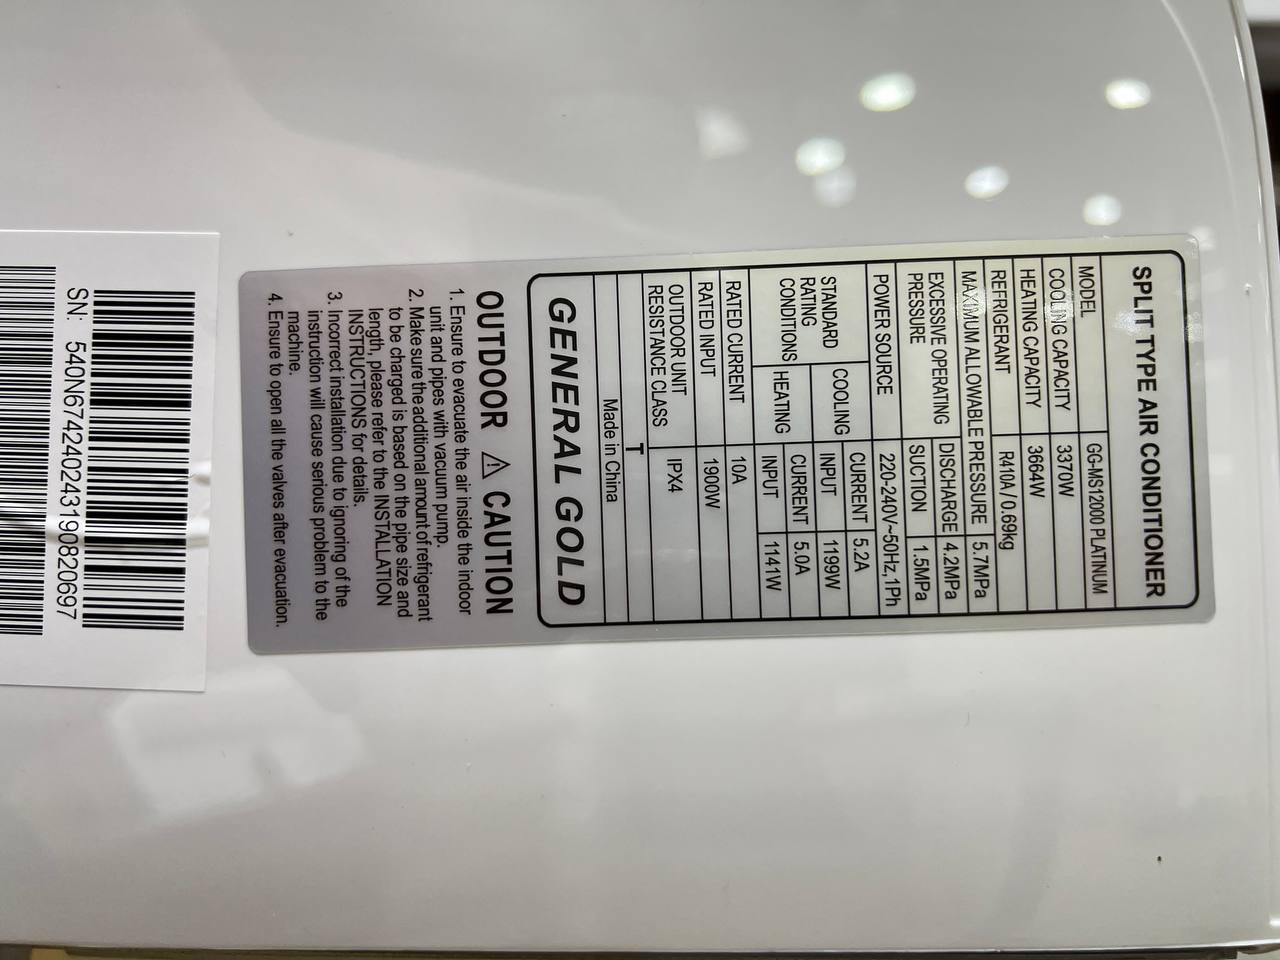 SPLIT TYPE AIR CONDITIONER
MODEL GG-MS12000 PLATINUM
COOLING CAPACITY 3370W
HEATING CAPACITY 3664W
REFRIGERANT R410A / 0.69kg
MAXIMUM ALLOWABLE PRESSURE 5.7MPa
EXCESSIVE OPERATING PRESSURE DISCHARGE 4.2MPa
SUCTION 1.5MPa
POWER SOURCE 220-240V~50Hz,1Ph
STANDARD RATING CONDITIONS COOLING CURRENT 5.2A
INPUT 1199W
HEATING CURRENT 5.0A
INPUT 1141W
RATED CURRENT 10A
RATED INPUT 1900W
OUTDOOR UNIT RESISTANCE CLASS IPX4
T
Made in China
GENERAL GOLD
OUTDOOR ⚠ CAUTION
1. Ensure to evacuate the air inside the indoor
unit and pipes with vacuum pump.
2. Make sure the additional amount of refrigerant
to be charged is based on the pipe size and
length, please refer to the INSTALLATION
INSTRUCTIONS for details.
3. Incorrect installation due to ignoring of the
instruction will cause serious problem to the
machine.
4. Ensure to open all the valves after evacuation.
SN: 540N67424024319082069​7